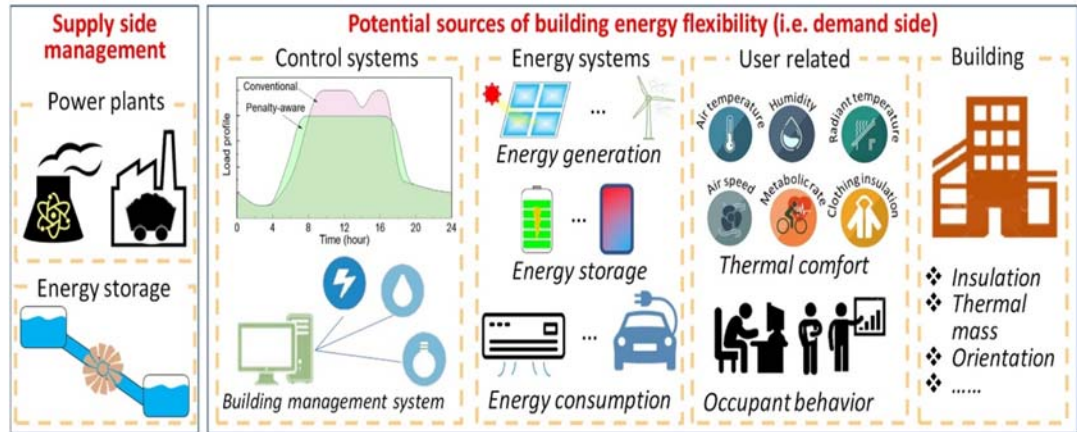 Supply side
management
Power plants
Energy storage
Potential sources of building energy flexibility (i.e. demand side)
Control systems
Conventional
Penalty-aware
Load profile
0 4 8 12 16 20 24
Time (hour)
Building management system
Energy systems
...
Energy generation
...
Energy storage
...
Energy consumption
User related
Air temperature
Humidity
Radiant temperature
Air speed
Metabolic rate
Clothing insulation
Thermal comfort
Occupant behavior
Building
❖ Insulation
❖ Thermal
mass
❖ Orientation
❖ ......